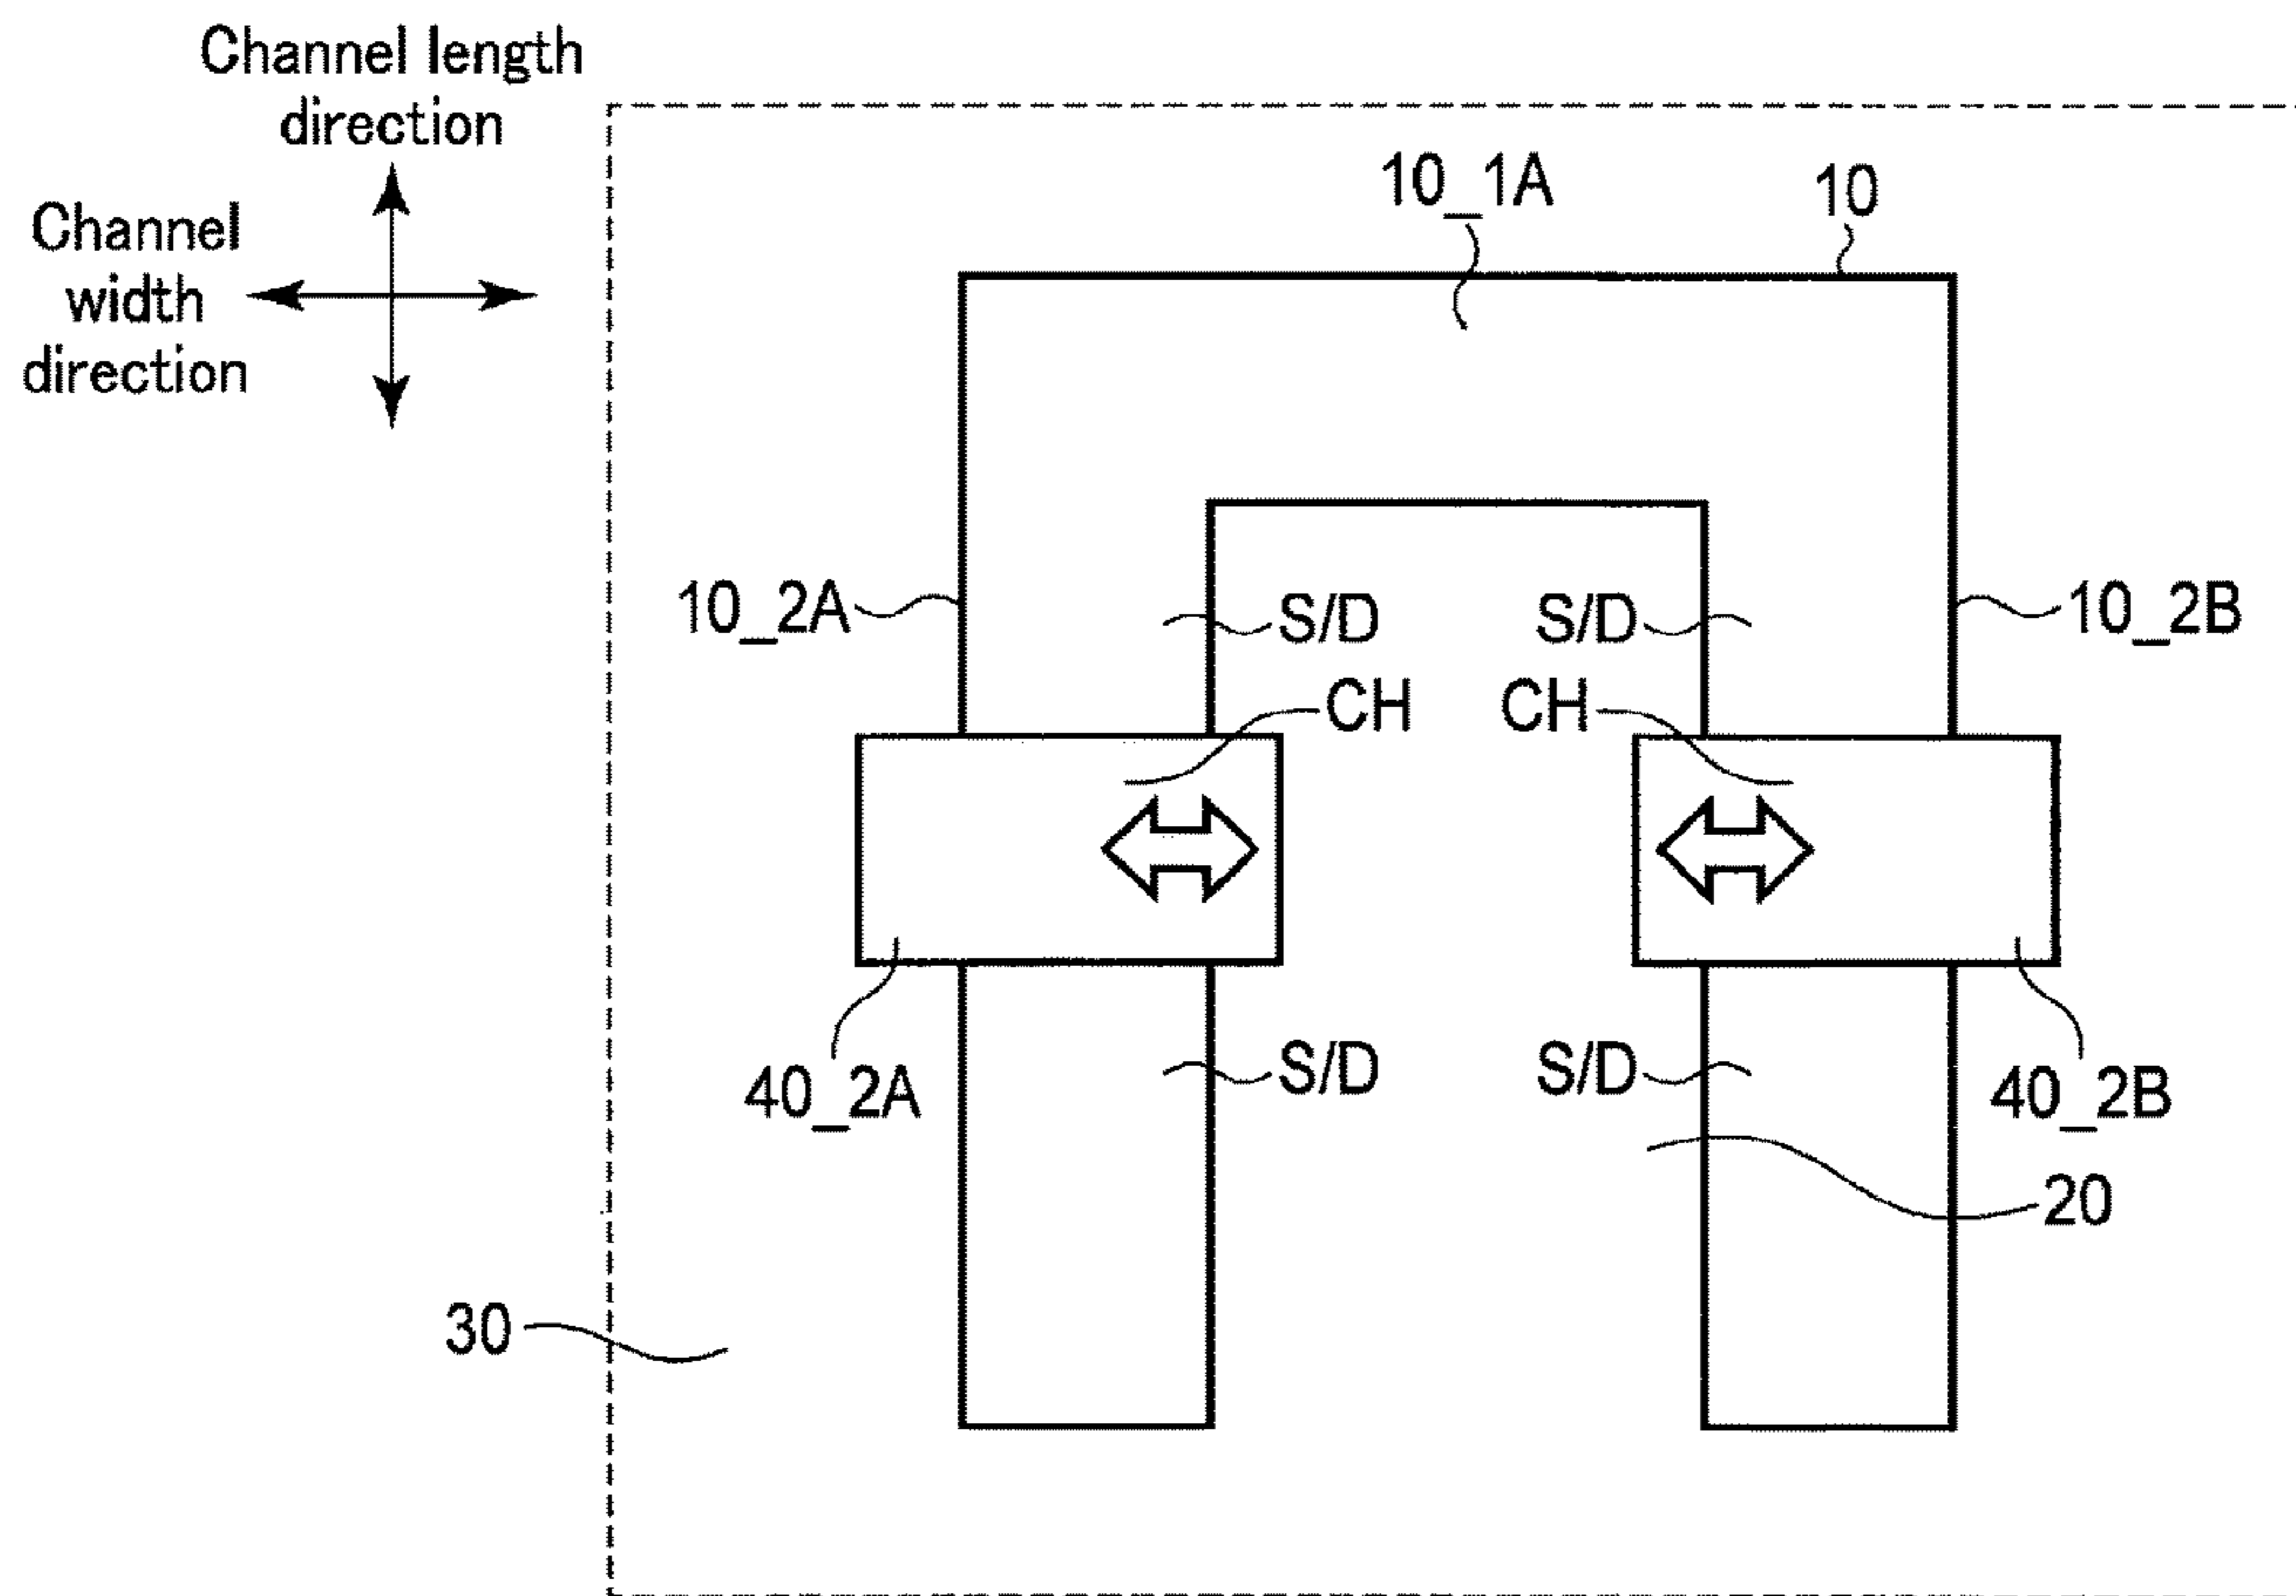 Channel length
direction
Channel
width
direction
10_1A
10
10_2A
S/D
S/D
10_2B
CH
CH
40_2A
S/D
S/D
40_2B
20
30